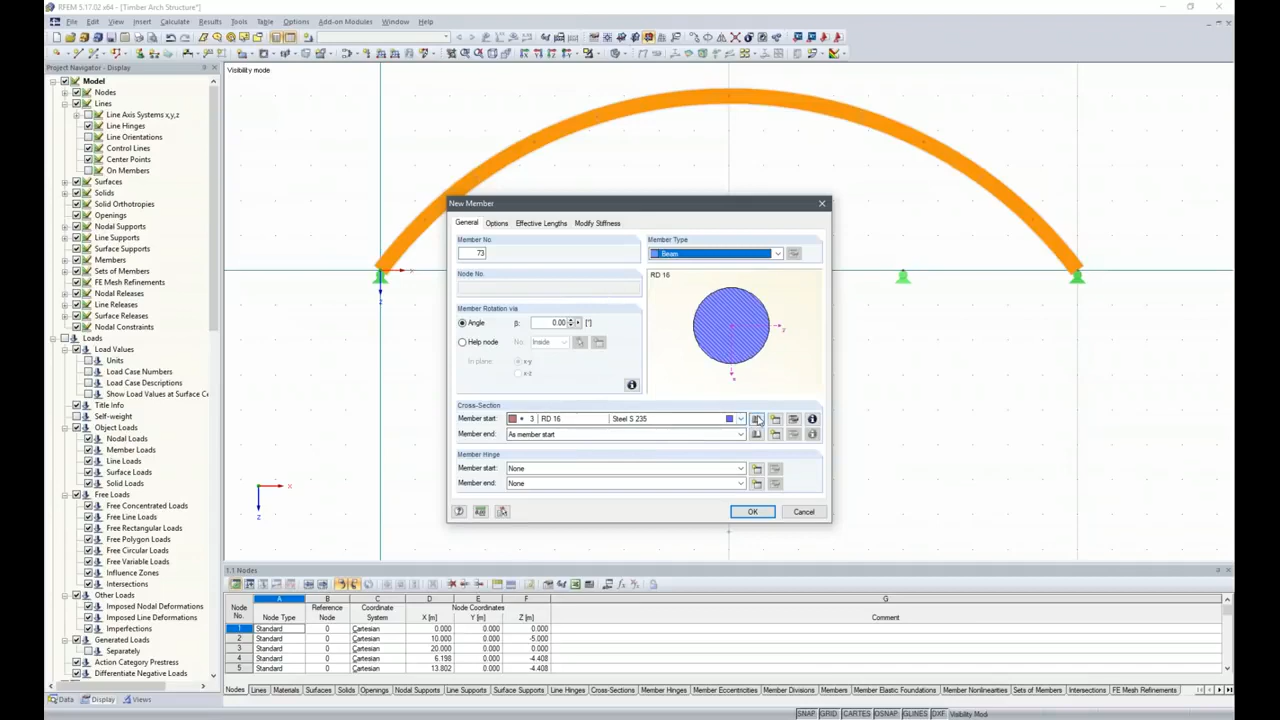 RFEM 5.17.02 x64 - [Timber Arch Structure*]
File Edit View Insert Calculate Results Tools Table Options Add-on Modules Window Help
Project Navigator - Display
Model
Nodes
Lines
Line Axis Systems x,y,z
Line Hinges
Line Orientations
Control Lines
Center Points
On Members
Surfaces
Solids
Solid Orthotropies
Openings
Nodal Supports
Line Supports
Surface Supports
Members
Sets of Members
FE Mesh Refinements
Nodal Releases
Line Releases
Surface Releases
Nodal Constraints
Loads
Load Values
Units
Load Case Numbers
Load Case Descriptions
Show Load Values at Surface Ce
Title Info
Self-weight
Object Loads
Nodal Loads
Member Loads
Line Loads
Surface Loads
Solid Loads
Free Loads
Free Concentrated Loads
Free Line Loads
Free Rectangular Loads
Free Polygon Loads
Free Circular Loads
Free Variable Loads
Influence Zones
Intersections
Other Loads
Imposed Nodal Deformations
Imposed Line Deformations
Imperfections
Generated Loads
Separately
Action Category Prestress
Differentiate Negative Loads
Data Display Views
Visibility mode
x
z
x
z
New Member
General Options Effective Lengths Modify Stiffness
Member No.
73
Node No.
Member Rotation via
Angle β: 0.00 [°]
Help node No. Inside
In plane: x-y
x-z
Member Type
Beam
RD 16
z
Cross-Section
Member start: 3 RD 16 Steel S 235
Member end: As member start
Member Hinge
Member start: None
Member end: None
OK Cancel
1.1 Nodes
A B C D E F G
Node No. Node Type Reference Node Coordinate System Node Coordinates X [m] Y [m] Z [m] Comment
1 Standard 0 Cartesian 0.000 0.000 0.000
2 Standard 0 Cartesian 10.000 0.000 -5.000
3 Standard 0 Cartesian 20.000 0.000 0.000
4 Standard 0 Cartesian 6.198 0.000 -4.408
5 Standard 0 Cartesian 13.802 0.000 -4.408
Nodes Lines Materials Surfaces Solids Openings Nodal Supports Line Supports Surface Supports Line Hinges Cross-Sections Member Hinges Member Eccentricities Member Divisions Members Member Elastic Foundations Member Nonlinearities Sets of Members Intersections FE Mesh Refinements
SNAP GRID CARTES OSNAP GLINES DXF Visibility Mod